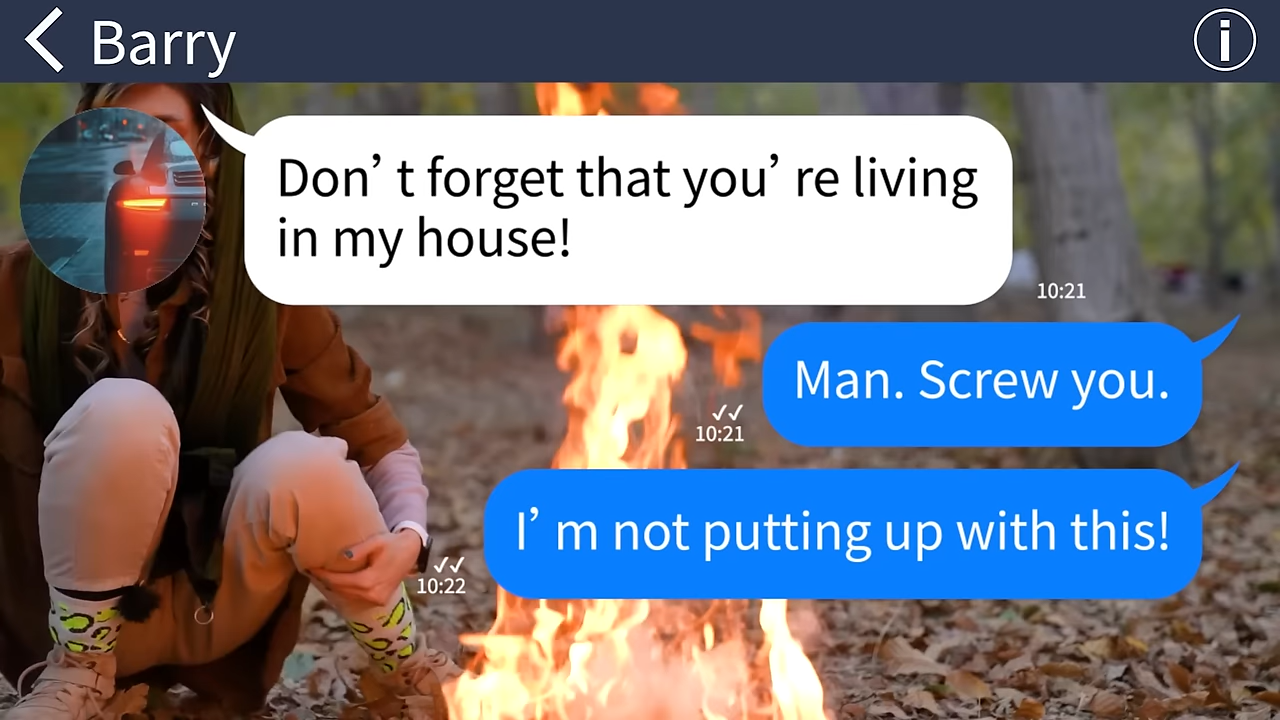 Barry
Don’t forget that you’re living
in my house!
10:21
Man. Screw you.
10:21
I’m not putting up with this!
10:22